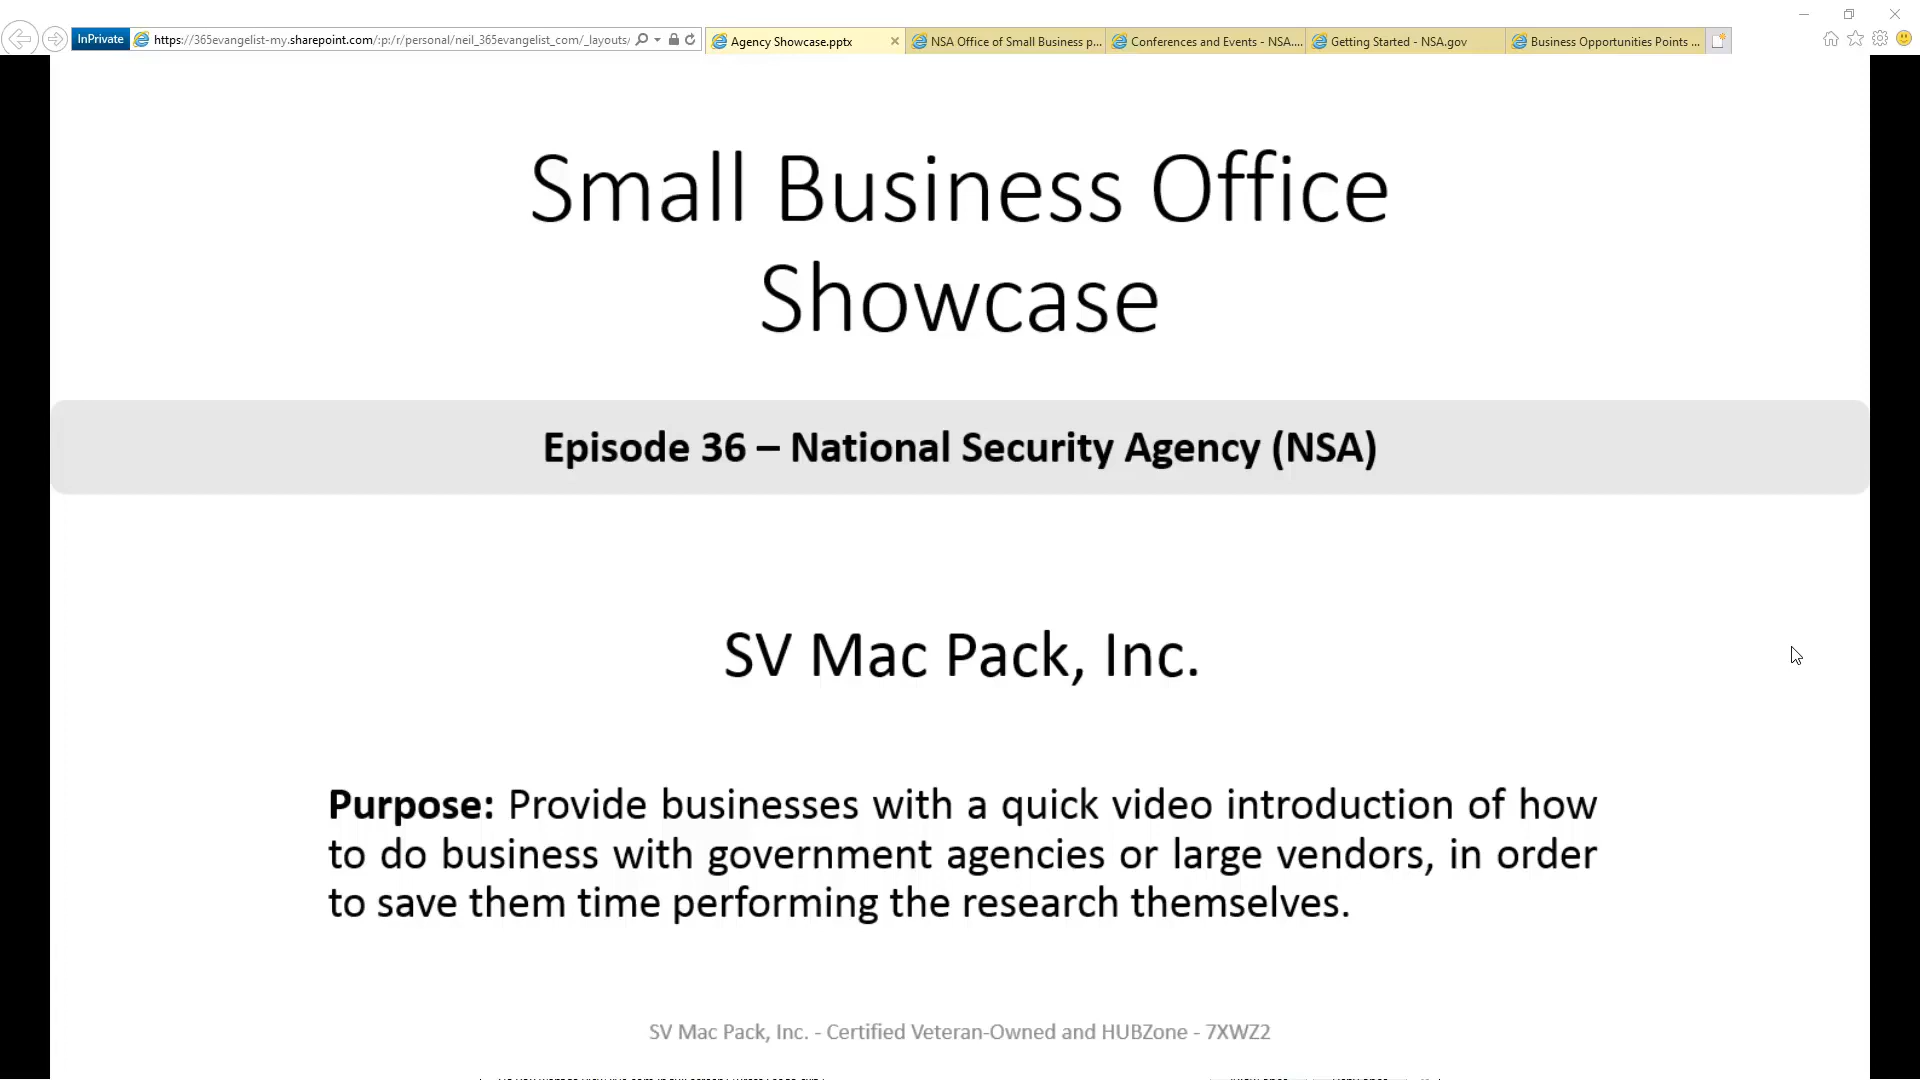 InPrivate
https://365evangelist-my.sharepoint.com/:p:/r/personal/neil_365evangelist_com/_layouts/
Agency Showcase.pptx
NSA Office of Small Business p...
Conferences and Events - NSA....
Getting Started - NSA.gov
Business Opportunities Points ...
Small Business Office
Showcase
Episode 36 – National Security Agency (NSA)
SV Mac Pack, Inc.
Purpose: Provide businesses with a quick video introduction of how
to do business with government agencies or large vendors, in order
to save them time performing the research themselves.
SV Mac Pack, Inc. - Certified Veteran-Owned and HUBZone - 7XWZ2